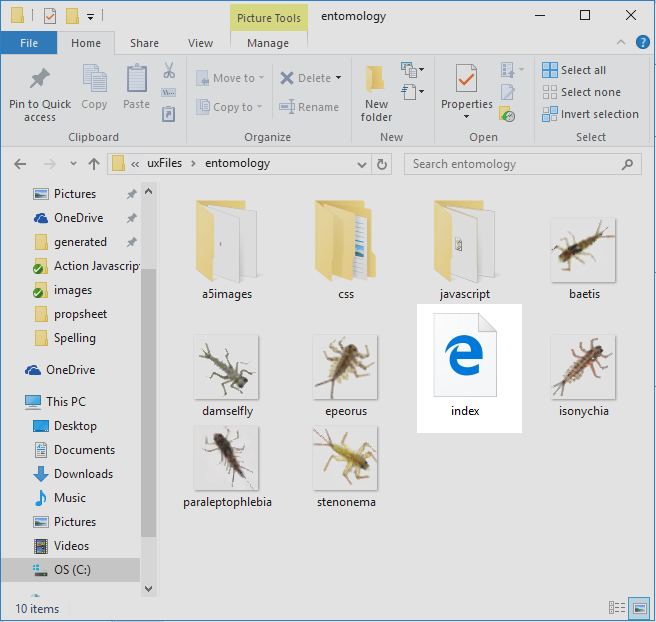 Picture Tools entomology
File Home Share View Manage
Pin to Quick access Copy Paste
Clipboard
Move to Copy to Delete Rename
Organize
New folder
New
Properties
Open
Select all
Select none
Invert selection
Select
« uxFiles › entomology Search entomology
Pictures
OneDrive
generated
Action Javascrip
images
propsheet
Spelling
OneDrive
This PC
Desktop
Documents
Downloads
Music
Pictures
Videos
OS (C:)
a5images css javascript baetis
damselfly epeorus index isonychia
paraleptophlebia stenonema
10 items